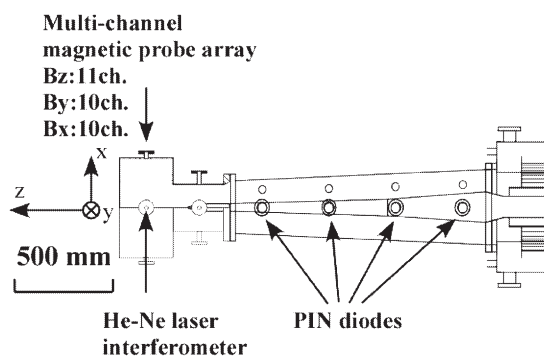 Multi-channel
magnetic probe array
Bz:11ch.
By:10ch.
Bx:10ch.
x
z
y
500 mm
He-Ne laser
interferometer
PIN diodes